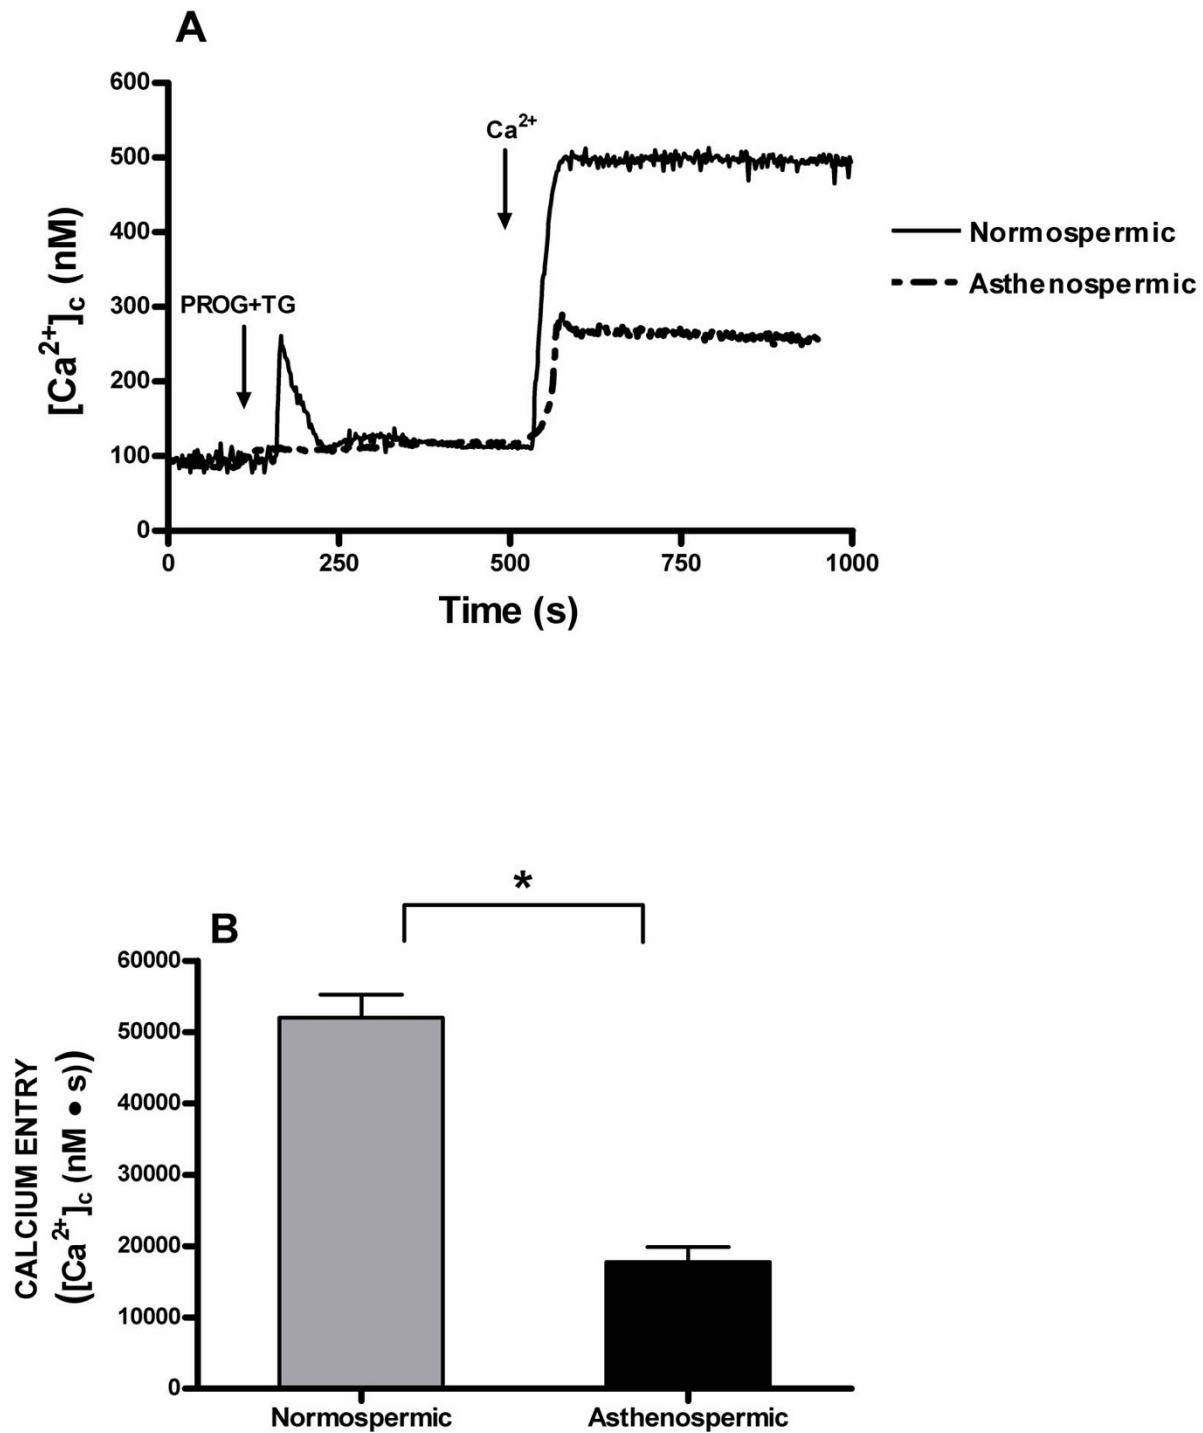 A
600
500
400
300
200
100
0
[Ca²⁺]c (nM)
PROG+TG
Ca²⁺
Normospermic
Asthenospermic
0 250 500 750 1000
Time (s)
*
B
60000
50000
40000
30000
20000
10000
0
CALCIUM ENTRY
([Ca²⁺]c (nM • s))
Normospermic Asthenospermic